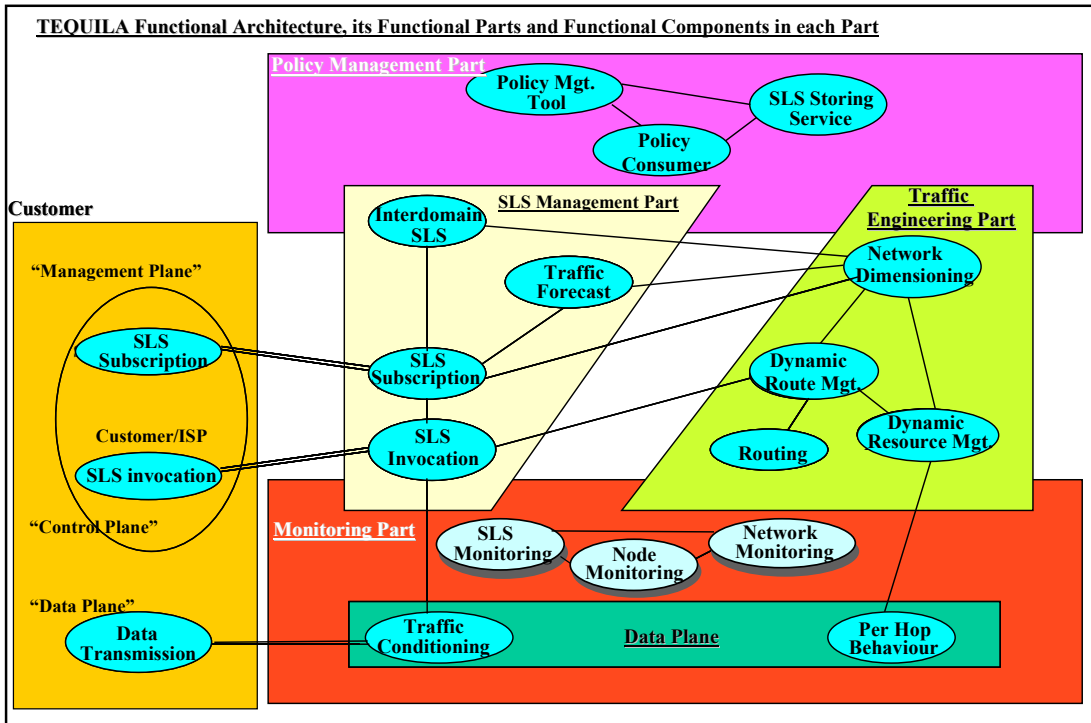 TEQUILA Functional Architecture, its Functional Parts and Functional Components in each Part
Policy Management Part
Policy Mgt.
Tool
SLS Storing
Service
Policy
Consumer
Customer
Interdomain
SLS
SLS Management Part
Traffic
Engineering Part
“Management Plane”
Traffic
Forecast
Network
Dimensioning
SLS
Subscription
SLS
Subscription
Dynamic
Route Mgt.
Customer/ISP
SLS invocation
SLS
Invocation
Routing
Dynamic
Resource Mgt.
“Control Plane”
Monitoring Part
SLS
Monitoring
Node
Monitoring
Network
Monitoring
“Data Plane”
Data
Transmission
Traffic
Conditioning
Data Plane
Per Hop
Behaviour